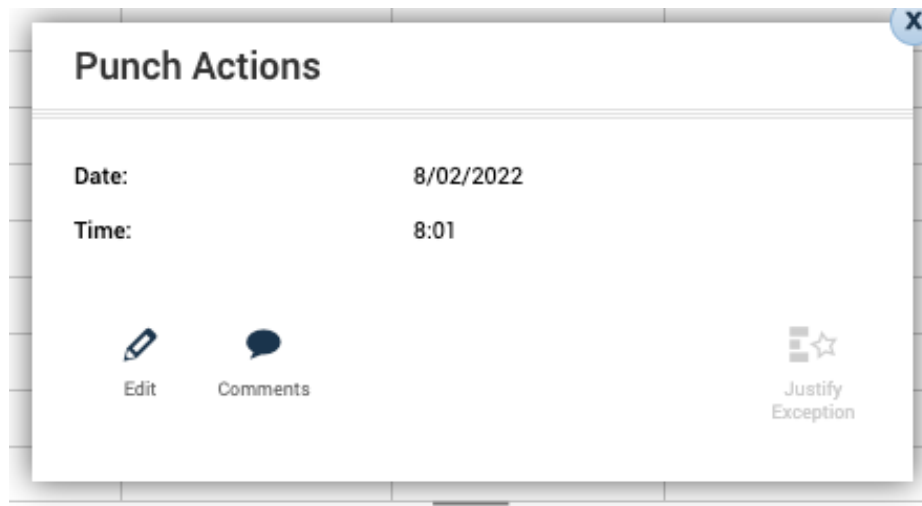 X
Punch Actions
Date: 8/02/2022
Time: 8:01
Edit Comments Justify
Exception